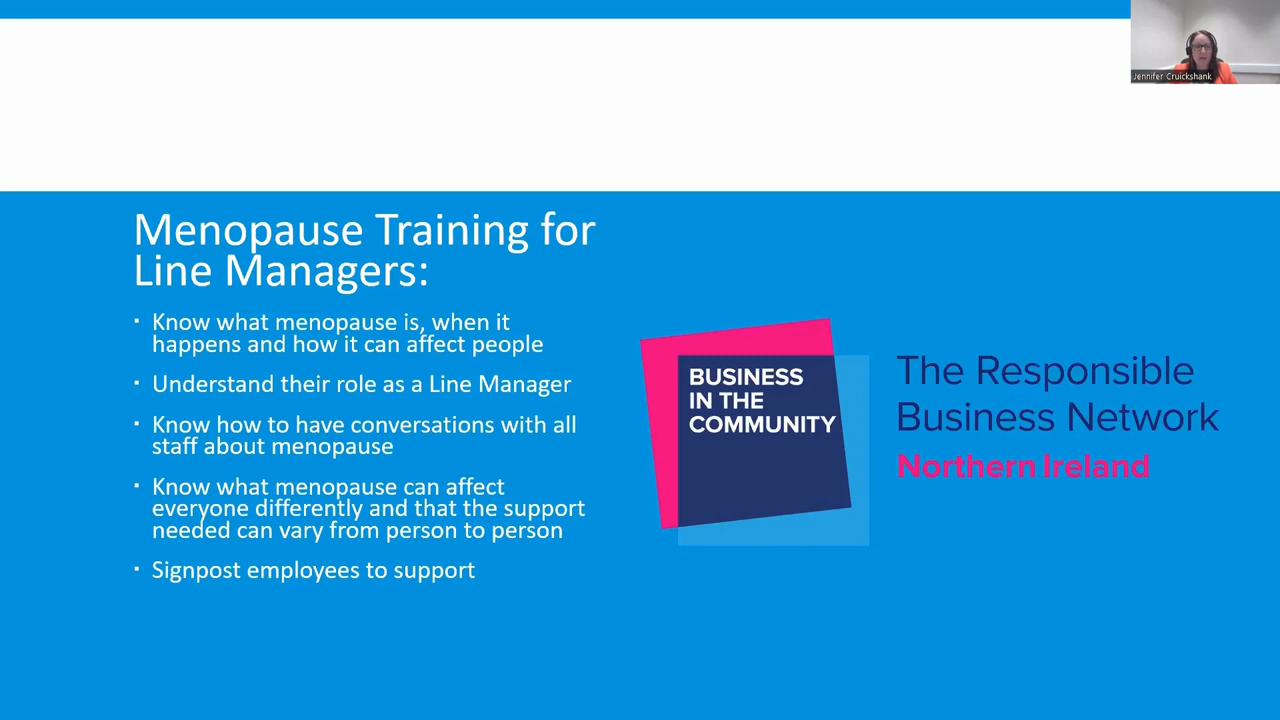 Jennifer Cruickshank
Menopause Training for
Line Managers:
▪ Know what menopause is, when it
happens and how it can affect people
▪ Understand their role as a Line Manager
▪ Know how to have conversations with all
staff about menopause
▪ Know what menopause can affect
everyone differently and that the support
needed can vary from person to person
▪ Signpost employees to support
BUSINESS
IN THE
COMMUNITY
The Responsible
Business Network
Northern Ireland